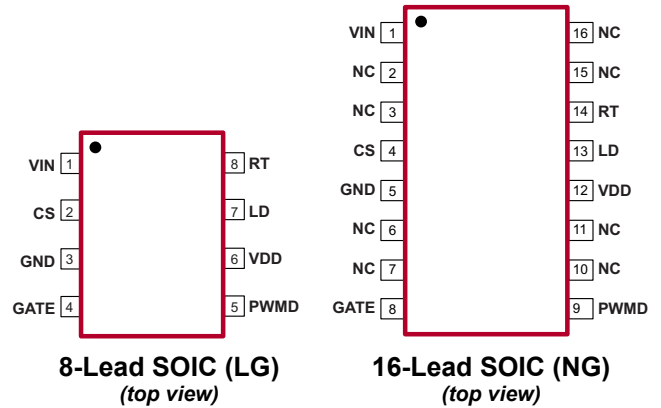 VIN 1
8 RT
CS 2
7 LD
GND 3
6 VDD
GATE 4
5 PWMD
8-Lead SOIC (LG)
(top view)
VIN 1
16 NC
NC 2
15 NC
NC 3
14 RT
CS 4
13 LD
GND 5
12 VDD
NC 6
11 NC
NC 7
10 NC
GATE 8
9 PWMD
16-Lead SOIC (NG)
(top view)